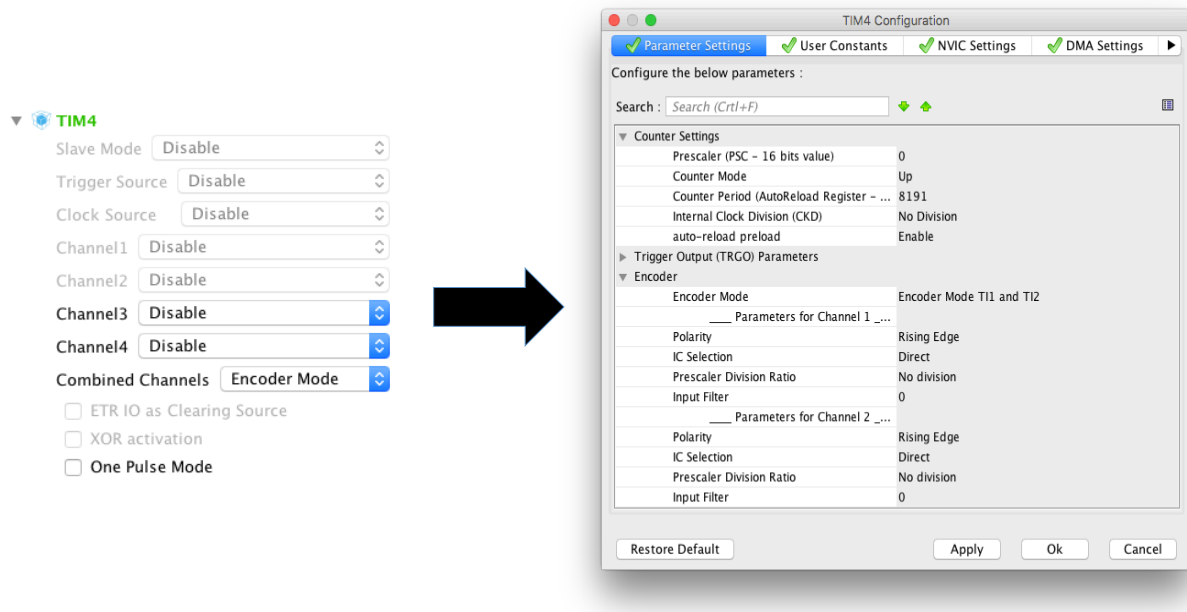 TIM4
Slave Mode Disable
Trigger Source Disable
Clock Source Disable
Channel1 Disable
Channel2 Disable
Channel3 Disable
Channel4 Disable
Combined Channels Encoder Mode
ETR IO as Clearing Source
XOR activation
One Pulse Mode
TIM4 Configuration
Parameter Settings User Constants NVIC Settings DMA Settings
Configure the below parameters :
Search : Search (Crtl+F)
Counter Settings
Prescaler (PSC - 16 bits value) 0
Counter Mode Up
Counter Period (AutoReload Register - ... 8191
Internal Clock Division (CKD) No Division
auto-reload preload Enable
Trigger Output (TRGO) Parameters
Encoder
Encoder Mode Encoder Mode TI1 and TI2
____ Parameters for Channel 1 _...
Polarity Rising Edge
IC Selection Direct
Prescaler Division Ratio No division
Input Filter 0
____ Parameters for Channel 2 _...
Polarity Rising Edge
IC Selection Direct
Prescaler Division Ratio No division
Input Filter 0
Restore Default Apply Ok Cancel